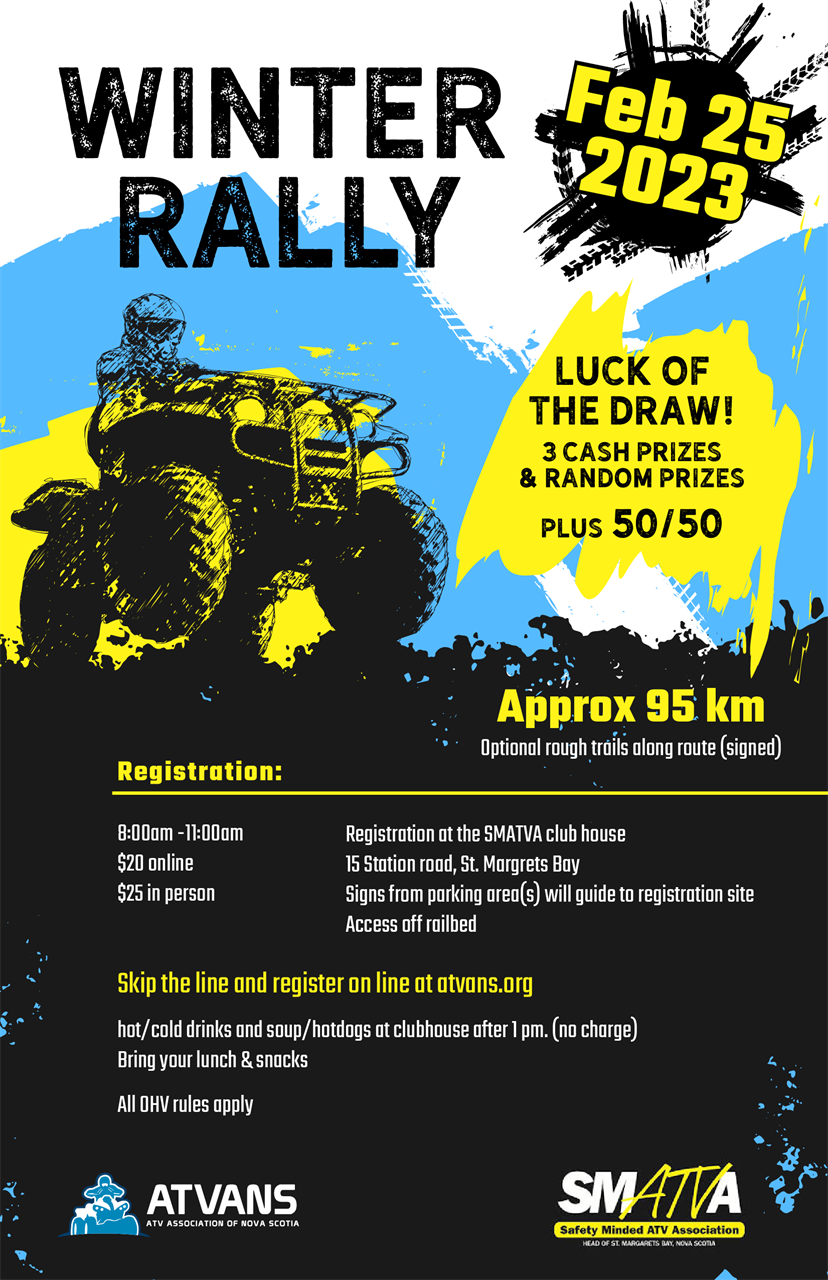 WINTER
RALLY
Feb 25
2023
LUCK OF
THE DRAW!
3 CASH PRIZES
& RANDOM PRIZES
PLUS 50/50
Approx 95 km
Optional rough trails along route (signed)
Registration:
8:00am -11:00am
$20 online
$25 in person
Registration at the SMATVA club house
15 Station road, St. Margrets Bay
Signs from parking area(s) will guide to registration site
Access off railbed
Skip the line and register on line at atvans.org
hot/cold drinks and soup/hotdogs at clubhouse after 1 pm. (no charge)
Bring your lunch & snacks
All OHV rules apply
ATVANS
ATV ASSOCIATION OF NOVA SCOTIA
SMATVA
Safety Minded ATV Association
HEAD OF ST. MARGARETS BAY, NOVA SCOTIA